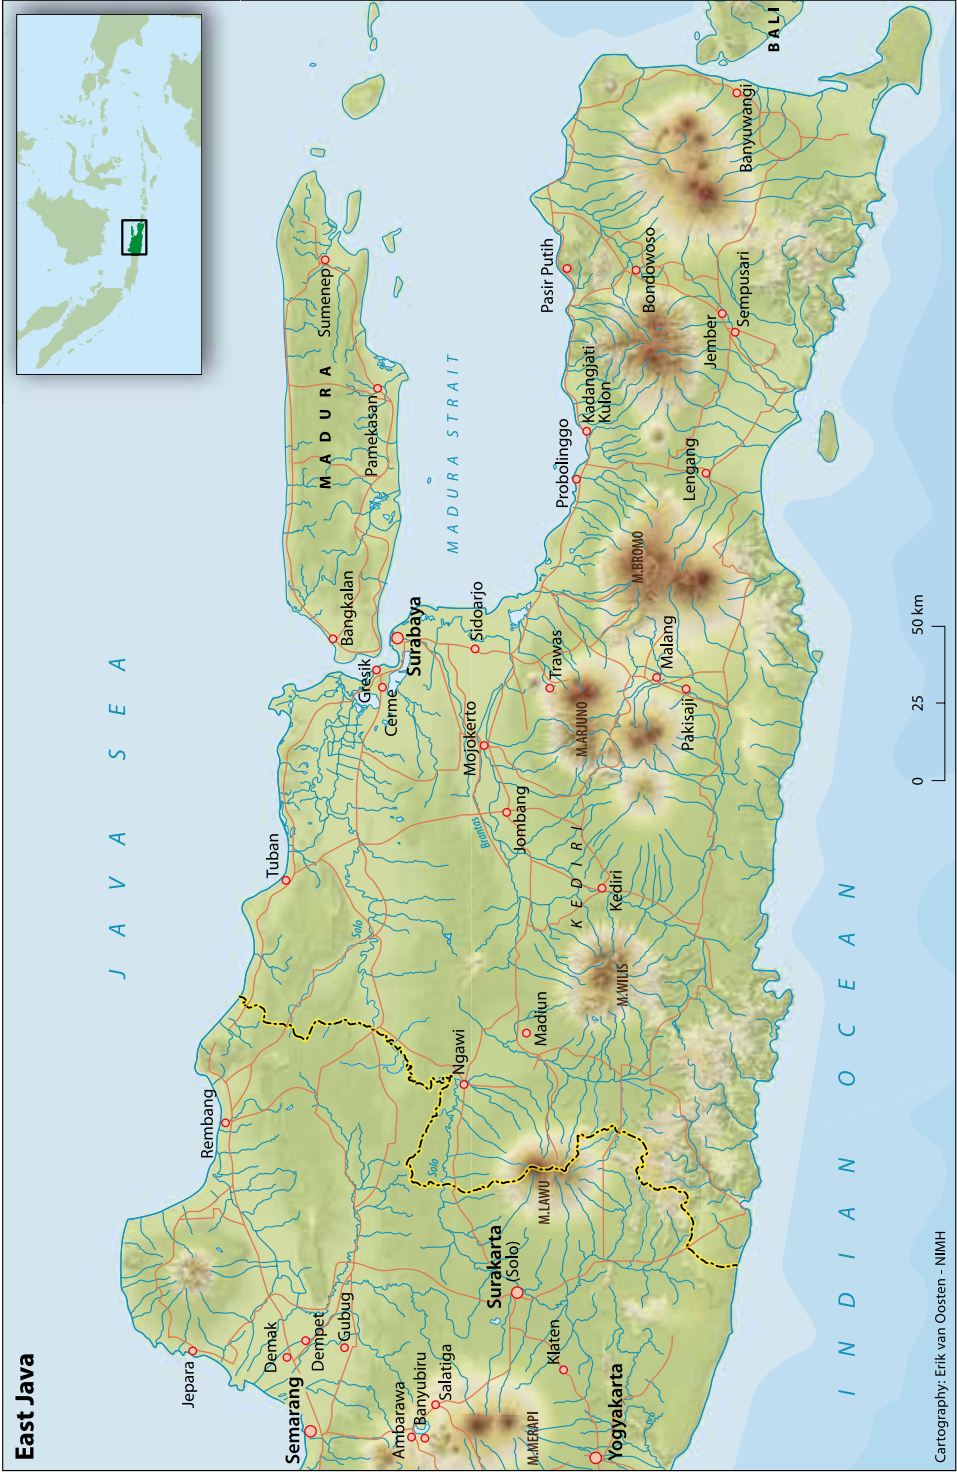 East Java
JAVA SEA
MADURA STRAIT
MADURA
BALI
INDIAN OCEAN
Jepara
Rembang
Tuban
Demak
Dempet
Gubug
Semarang
Ambarawa
Banyubiru
Salatiga
M.MERAPI
Klaten
Yogyakarta
Surakarta
(Solo)
M.LAWU
Solo
Ngawi
Madiun
M.WILIS
Solo
KEDIRI
Kediri
Brantas
Jombang
Mojokerto
Gresik
Cerme
Surabaya
Sidoarjo
Trawas
M.ARJUNO
Malang
Pakisaji
M.BROMO
Bangkalan
Pamekasan
Sumenep
Probolinggo
Kadangjati
Kulon
Lengang
Pasir Putih
Bondowoso
Jember
Sempusari
Banyuwangi
0 25 50 km
Cartography: Erik van Oosten - NIMH